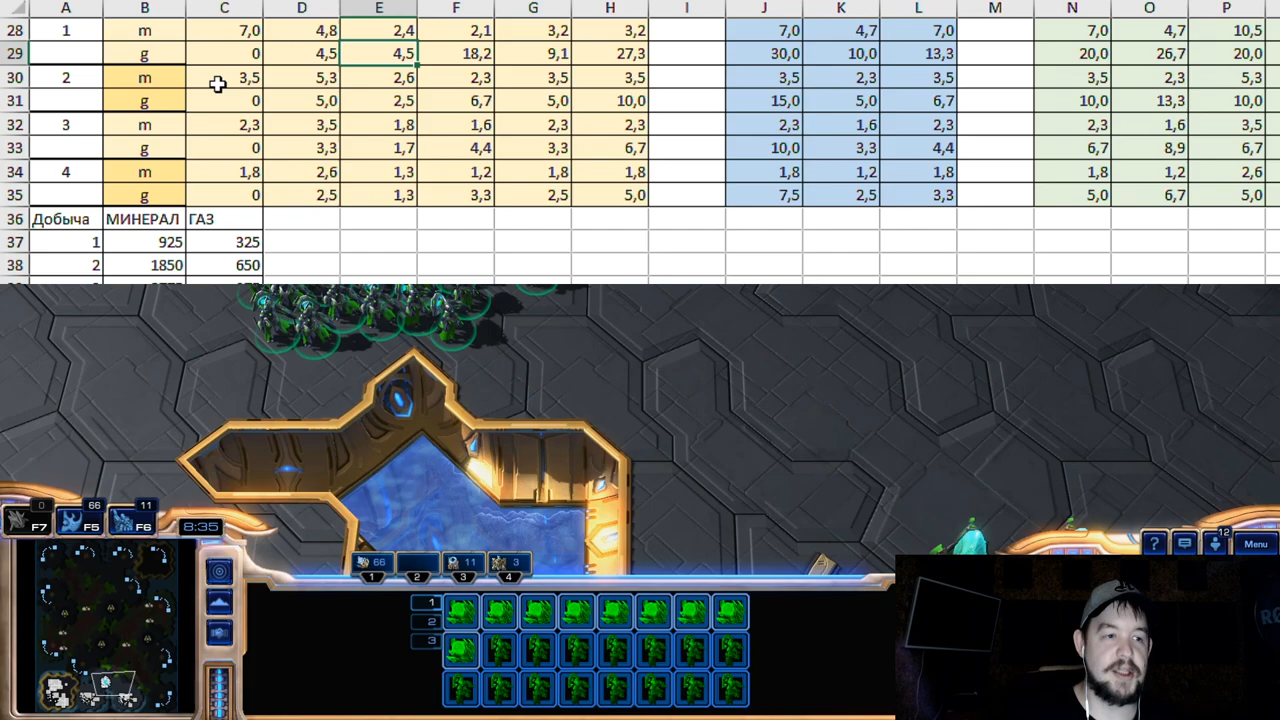 A B C D E F G H I J K L M N O P
28 1 m 7,0 4,8 2,4 2,1 3,2 3,2 7,0 4,7 7,0 7,0 4,7 10,5
29 g 0 4,5 4,5 18,2 9,1 27,3 30,0 10,0 13,3 20,0 26,7 20,0
30 2 m 3,5 5,3 2,6 2,3 3,5 3,5 3,5 2,3 3,5 3,5 2,3 5,3
31 g 0 5,0 2,5 6,7 5,0 10,0 15,0 5,0 6,7 10,0 13,3 10,0
32 3 m 2,3 3,5 1,8 1,6 2,3 2,3 2,3 1,6 2,3 2,3 1,6 3,5
33 g 0 3,3 1,7 4,4 3,3 6,7 10,0 3,3 4,4 6,7 8,9 6,7
34 4 m 1,8 2,6 1,3 1,2 1,8 1,8 1,8 1,2 1,8 1,8 1,2 2,6
35 g 0 2,5 1,3 3,3 2,5 5,0 7,5 2,5 3,3 5,0 6,7 5,0
36 Добыча МИНЕРАЛ ГАЗ
37 1 925 325
38 2 1850 650
0 66 11
F7 F5 F6 8:35
12
? Menu
66 11 3
1 2 3 4
1
2
3